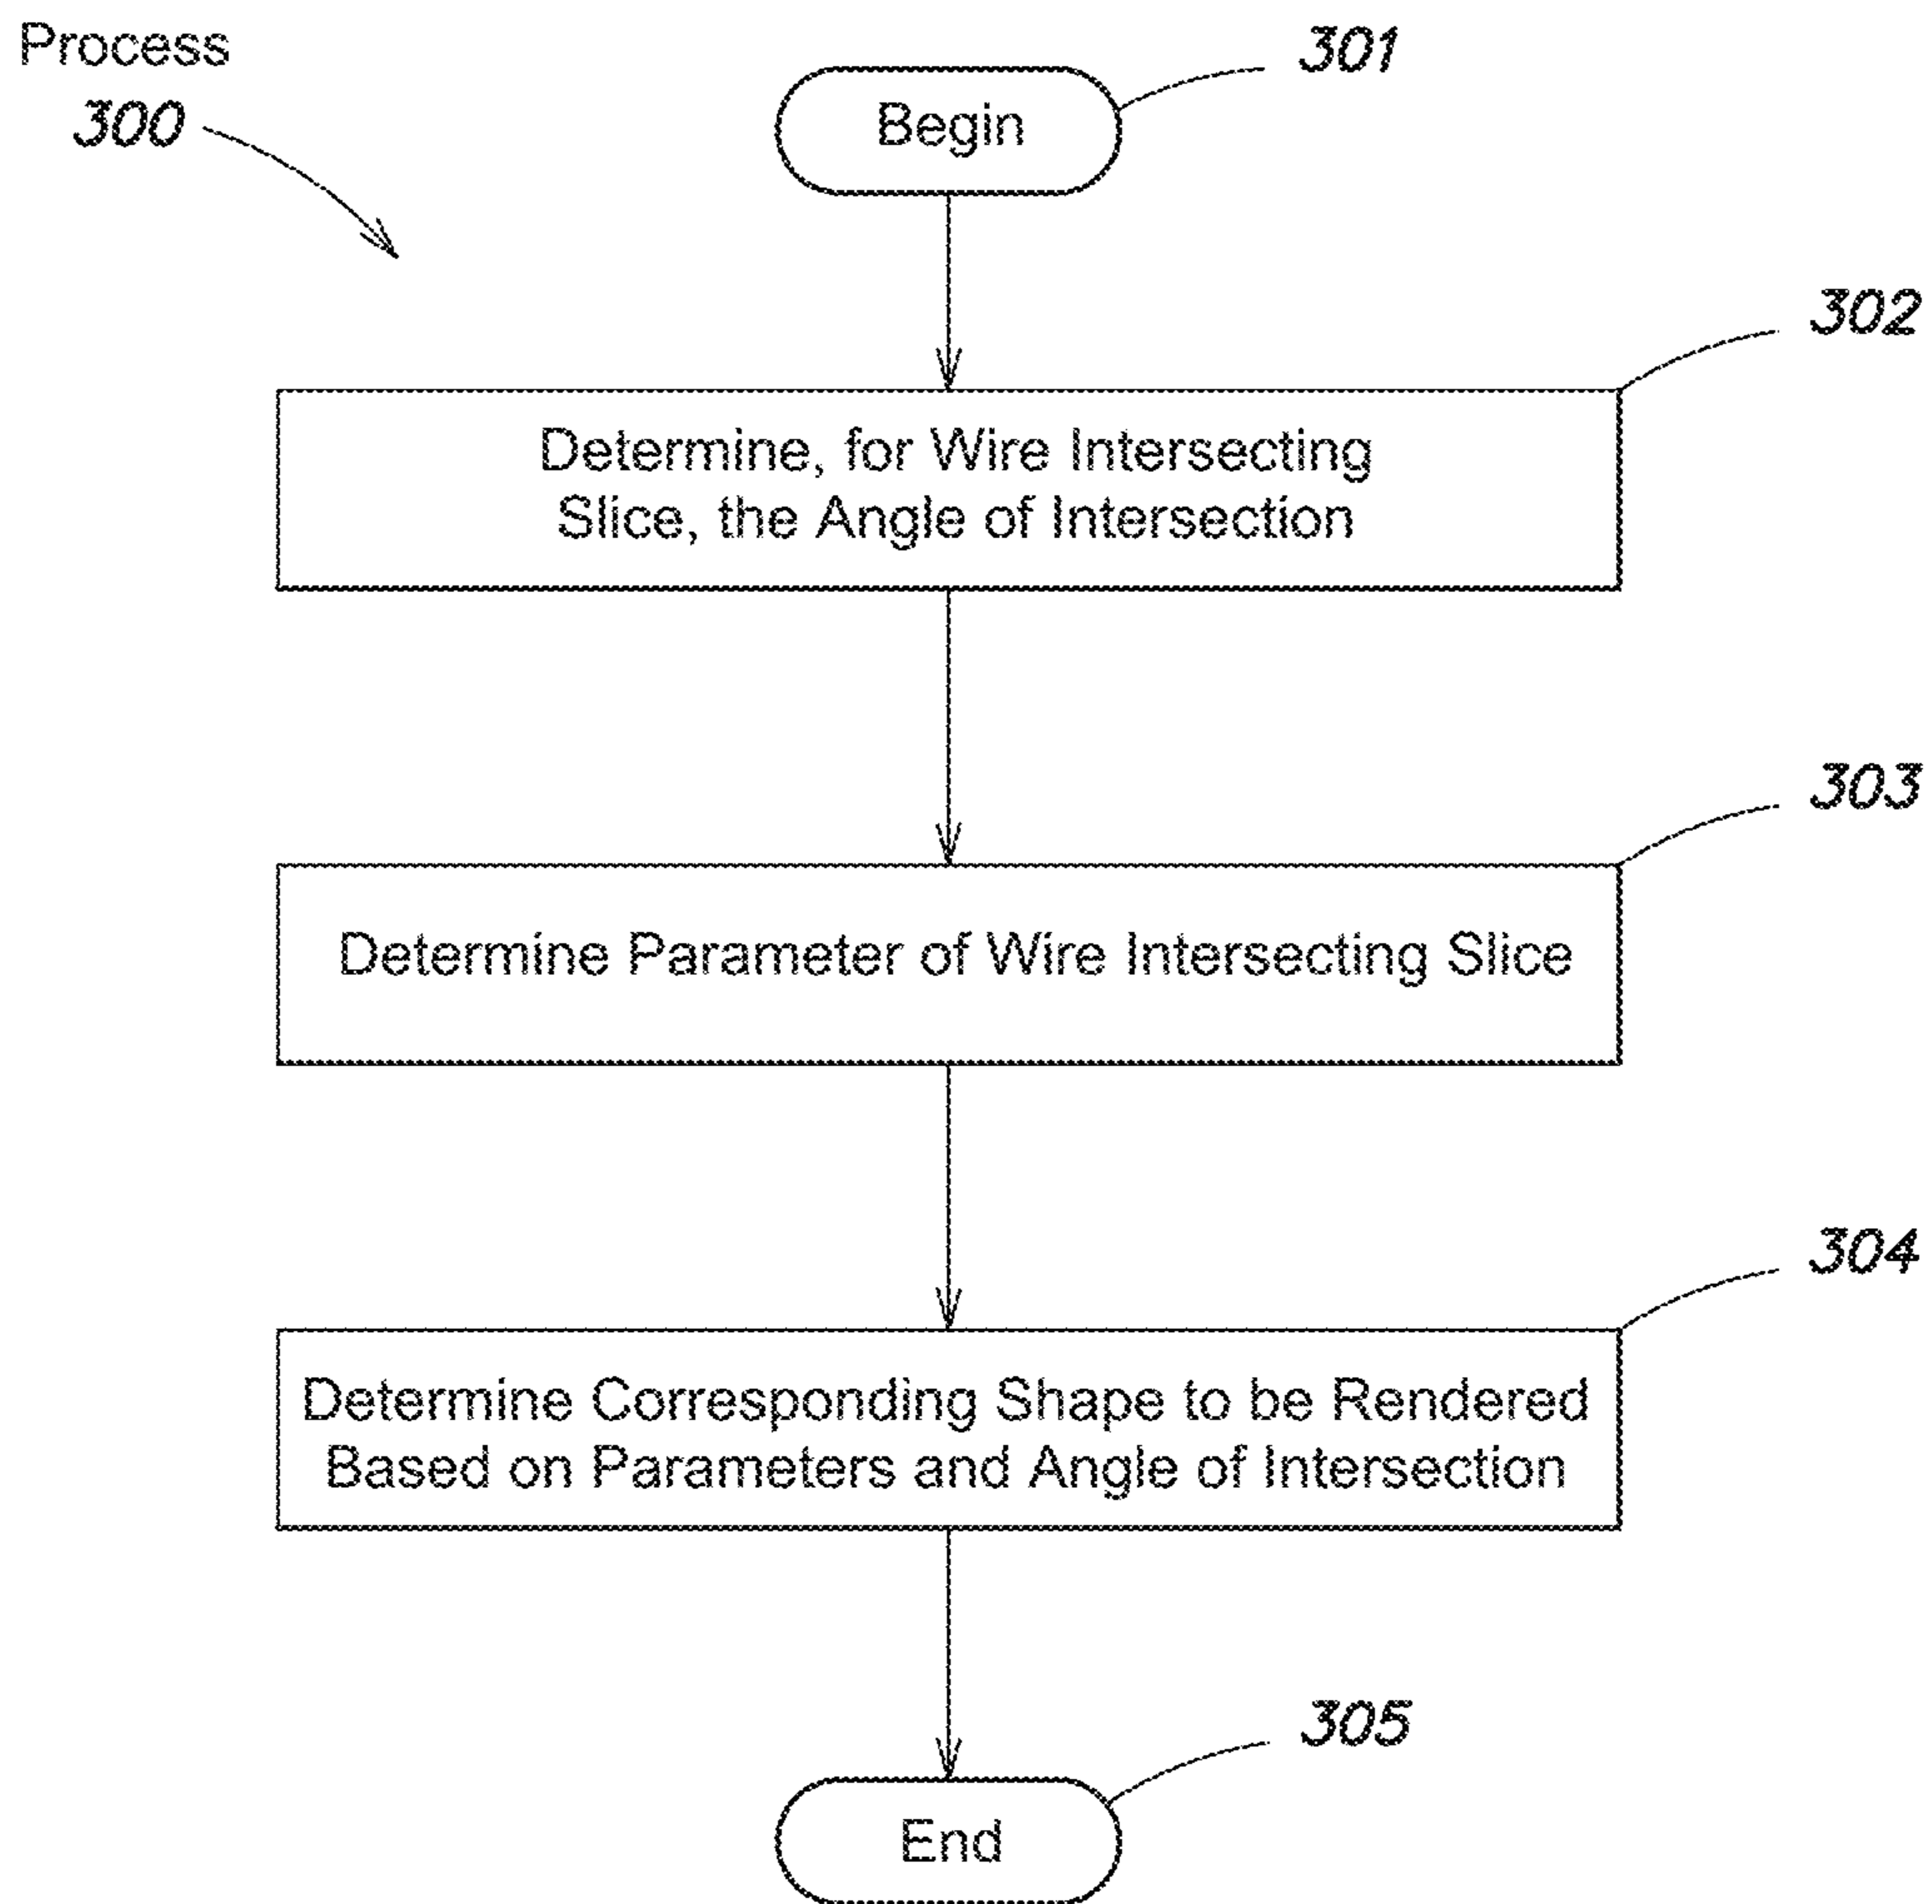 Process
300
Begin
301
302
Determine, for Wire Intersecting
Slice, the Angle of Intersection
303
Determine Parameter of Wire Intersecting Slice
304
Determine Corresponding Shape to be Rendered
Based on Parameters and Angle of Intersection
305
End